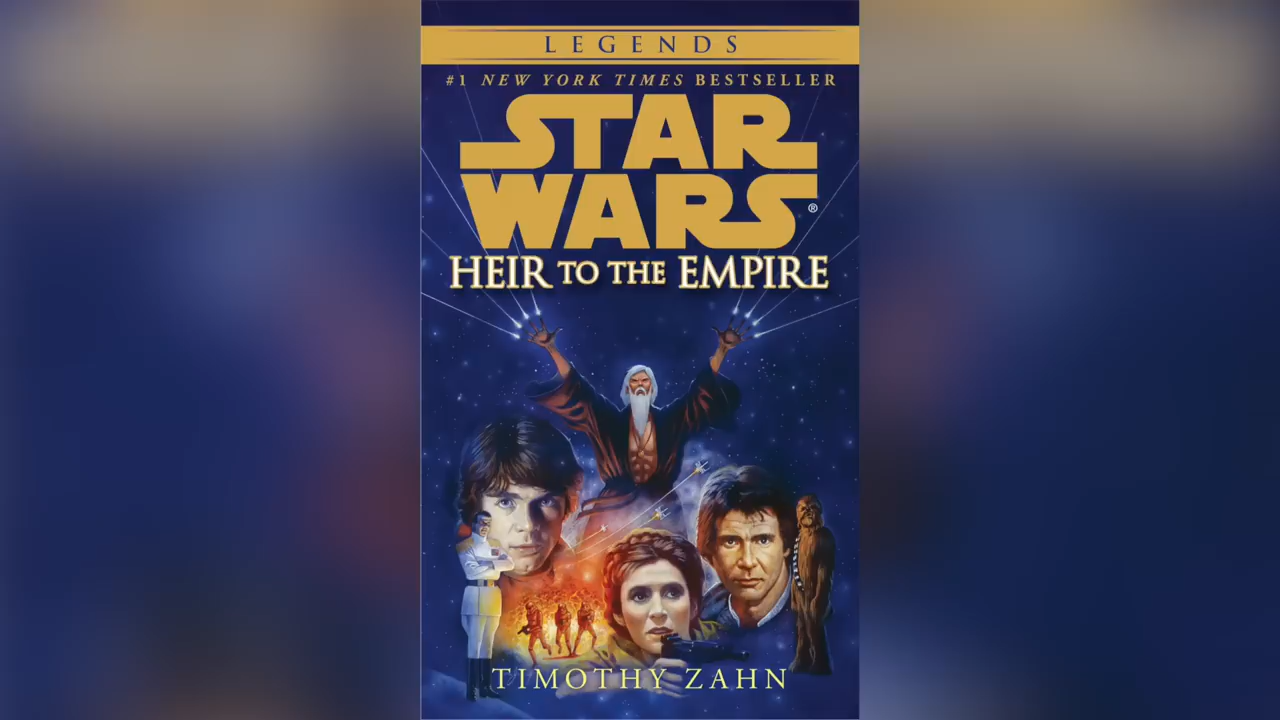 LEGENDS
#1 NEW YORK TIMES BESTSELLER
STAR
WARS®
HEIR TO THE EMPIRE
TIMOTHY ZAHN